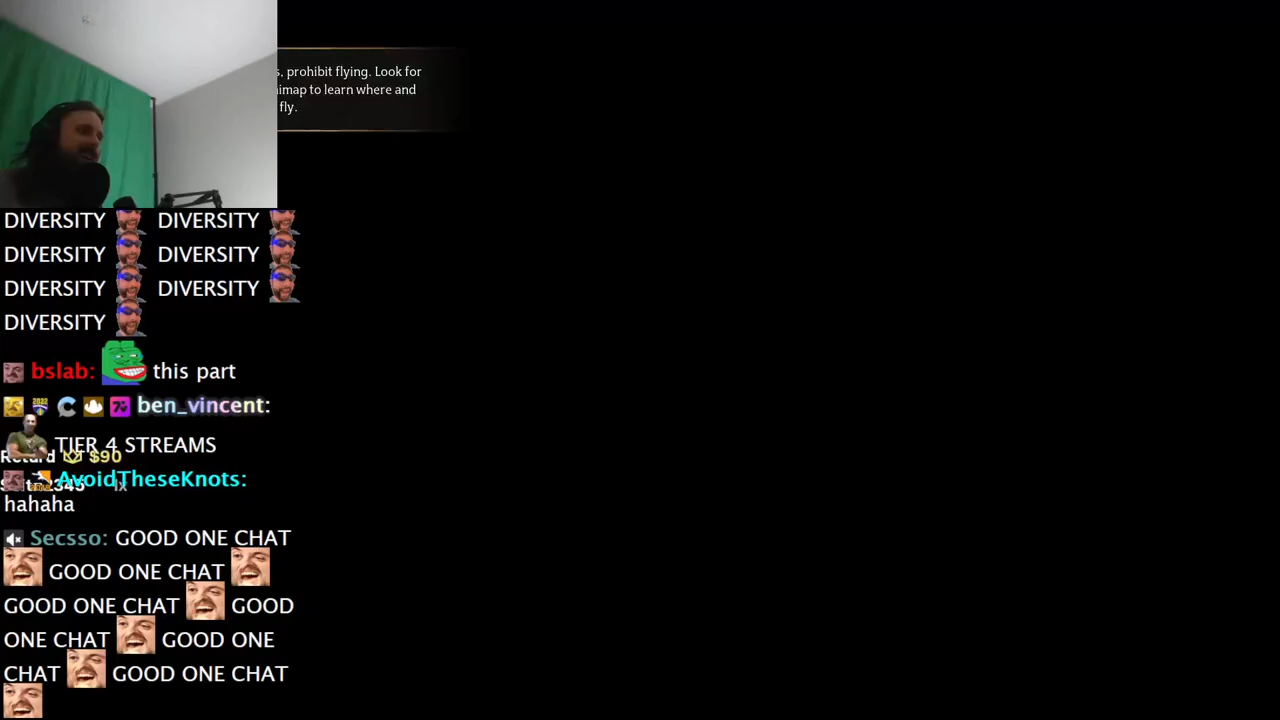 s, prohibit flying. Look for
nimap to learn where and
fly.
DIVERSITY DIVERSITY
DIVERSITY DIVERSITY
DIVERSITY DIVERSITY
DIVERSITY
bslab: this part
ben_vincent:
TIER 4 STREAMS
$90
AvoidTheseKnots:
hahaha
Secsso: GOOD ONE CHAT
GOOD ONE CHAT
GOOD ONE CHAT GOOD
ONE CHAT GOOD ONE
CHAT GOOD ONE CHAT